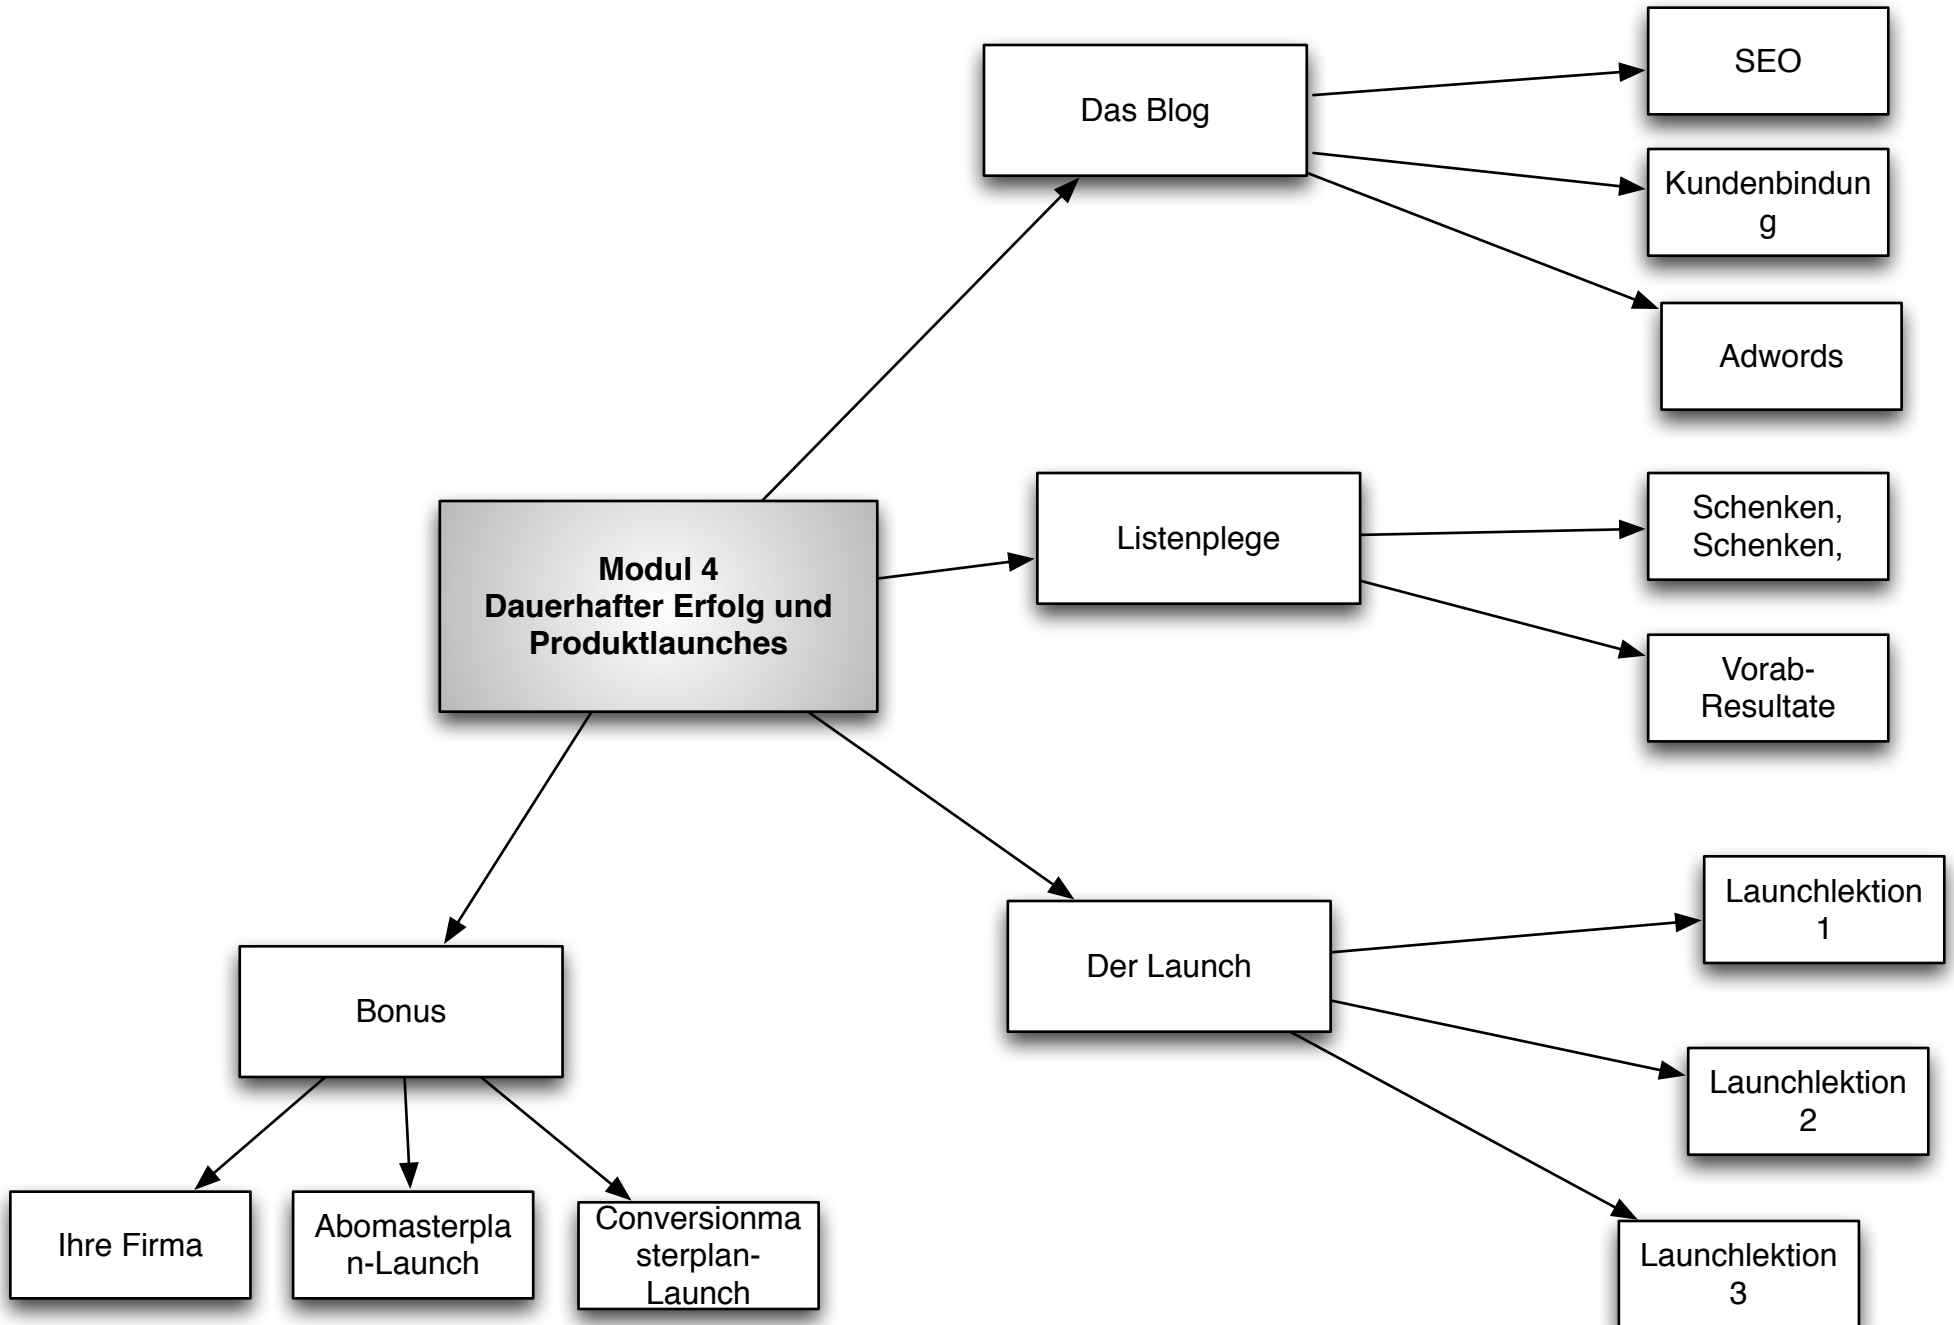 SEO
Das Blog
Kundenbindun
g
Adwords
Schenken,
Schenken,
Listenplege
Modul 4
Dauerhafter Erfolg und
Produktlaunches
Vorab-
Resultate
Launchlektion
1
Der Launch
Bonus
Launchlektion
2
Ihre Firma
Abomasterpla
n-Launch
Conversionma
sterplan-
Launch
Launchlektion
3